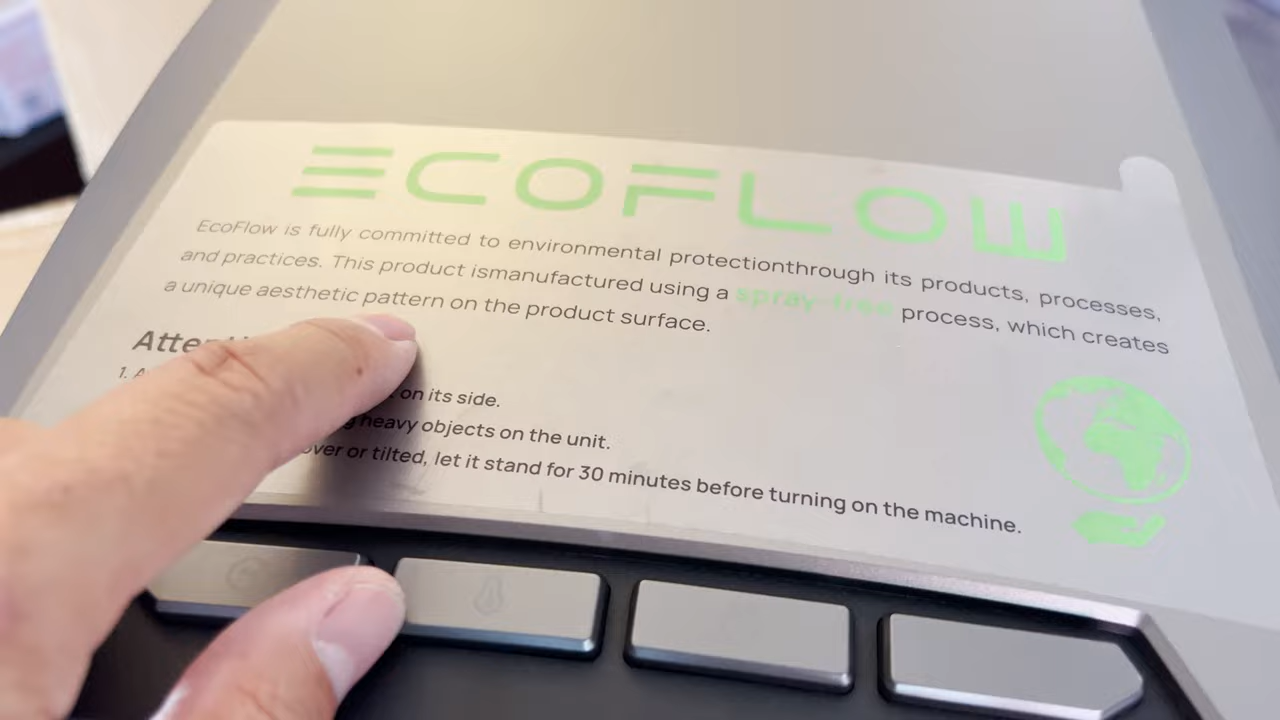 ECOFLOW
EcoFlow is fully committed to environmental protectionthrough its products, processes,
and practices. This product ismanufactured using a spray-free process, which creates
a unique aesthetic pattern on the product surface.
1.
on its side.
heavy objects on the unit.
or tilted, let it stand for 30 minutes before turning on the machine.